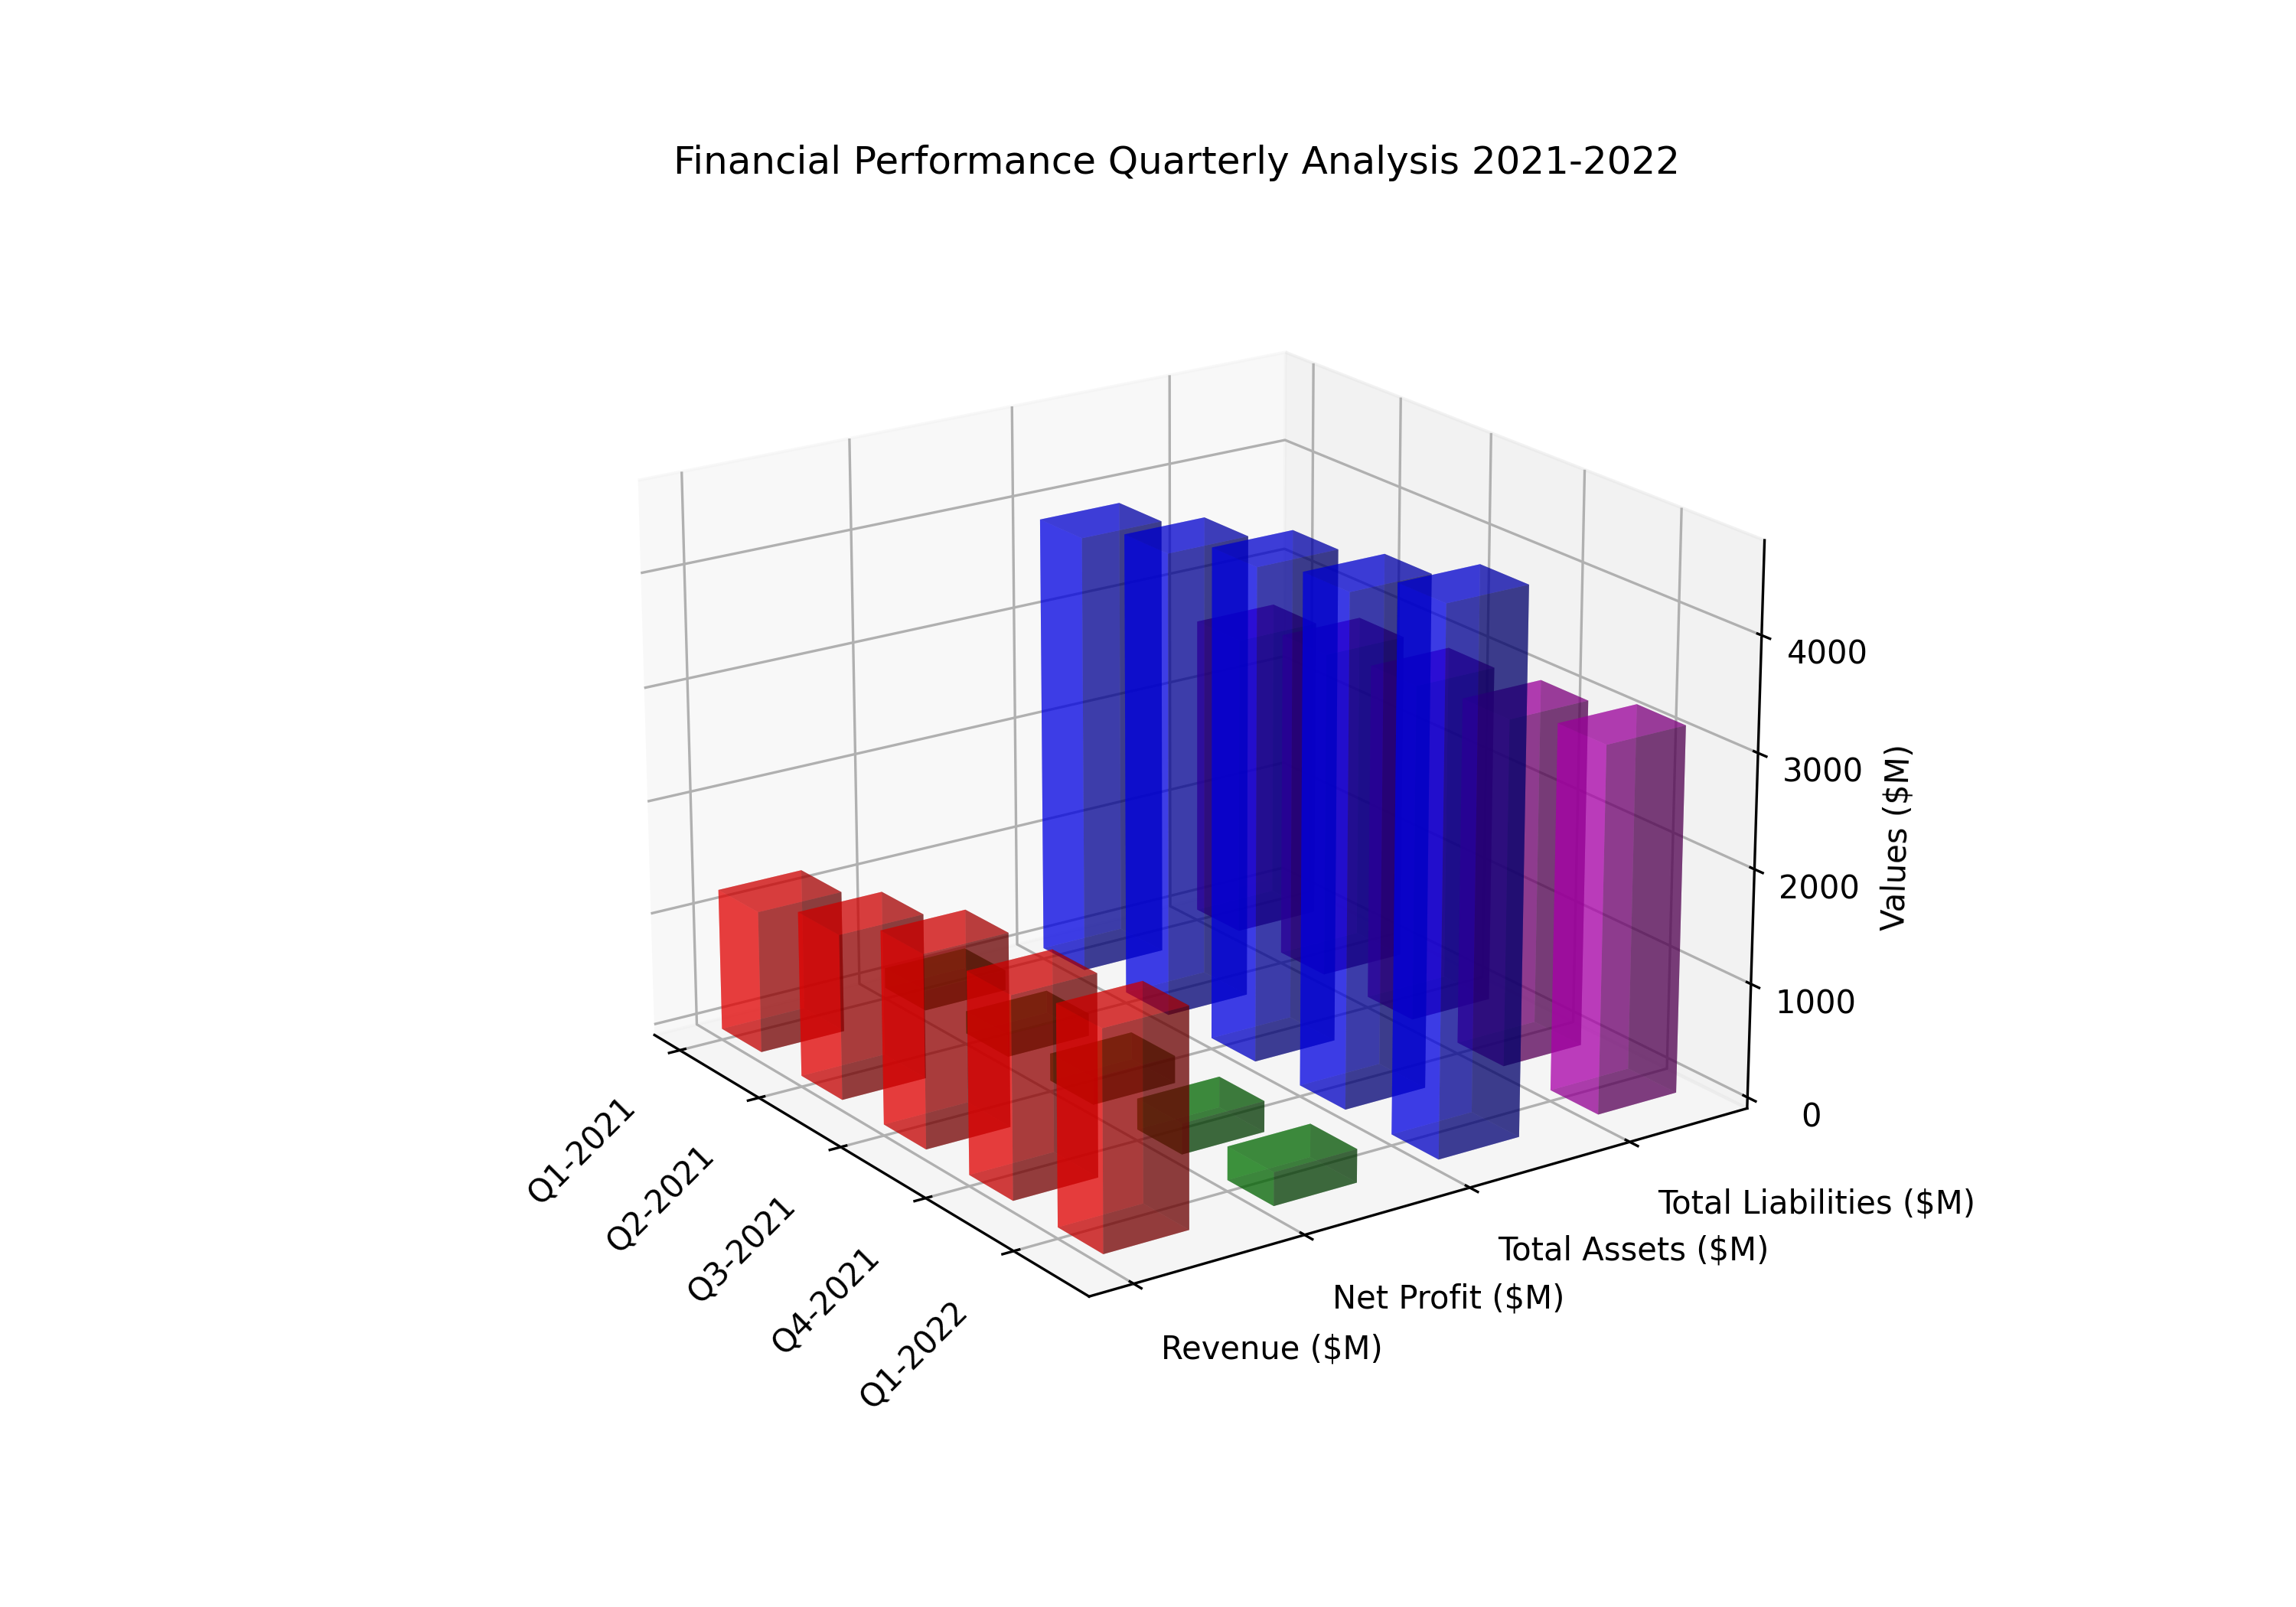 Financial Performance Quarterly Analysis 2021-2022
4000
3000
2000
1000
0
Values ($M)
Q1-2021
Q2-2021
Q3-2021
Q4-2021
Q1-2022
Total Liabilities ($M)
Total Assets ($M)
Net Profit ($M)
Revenue ($M)